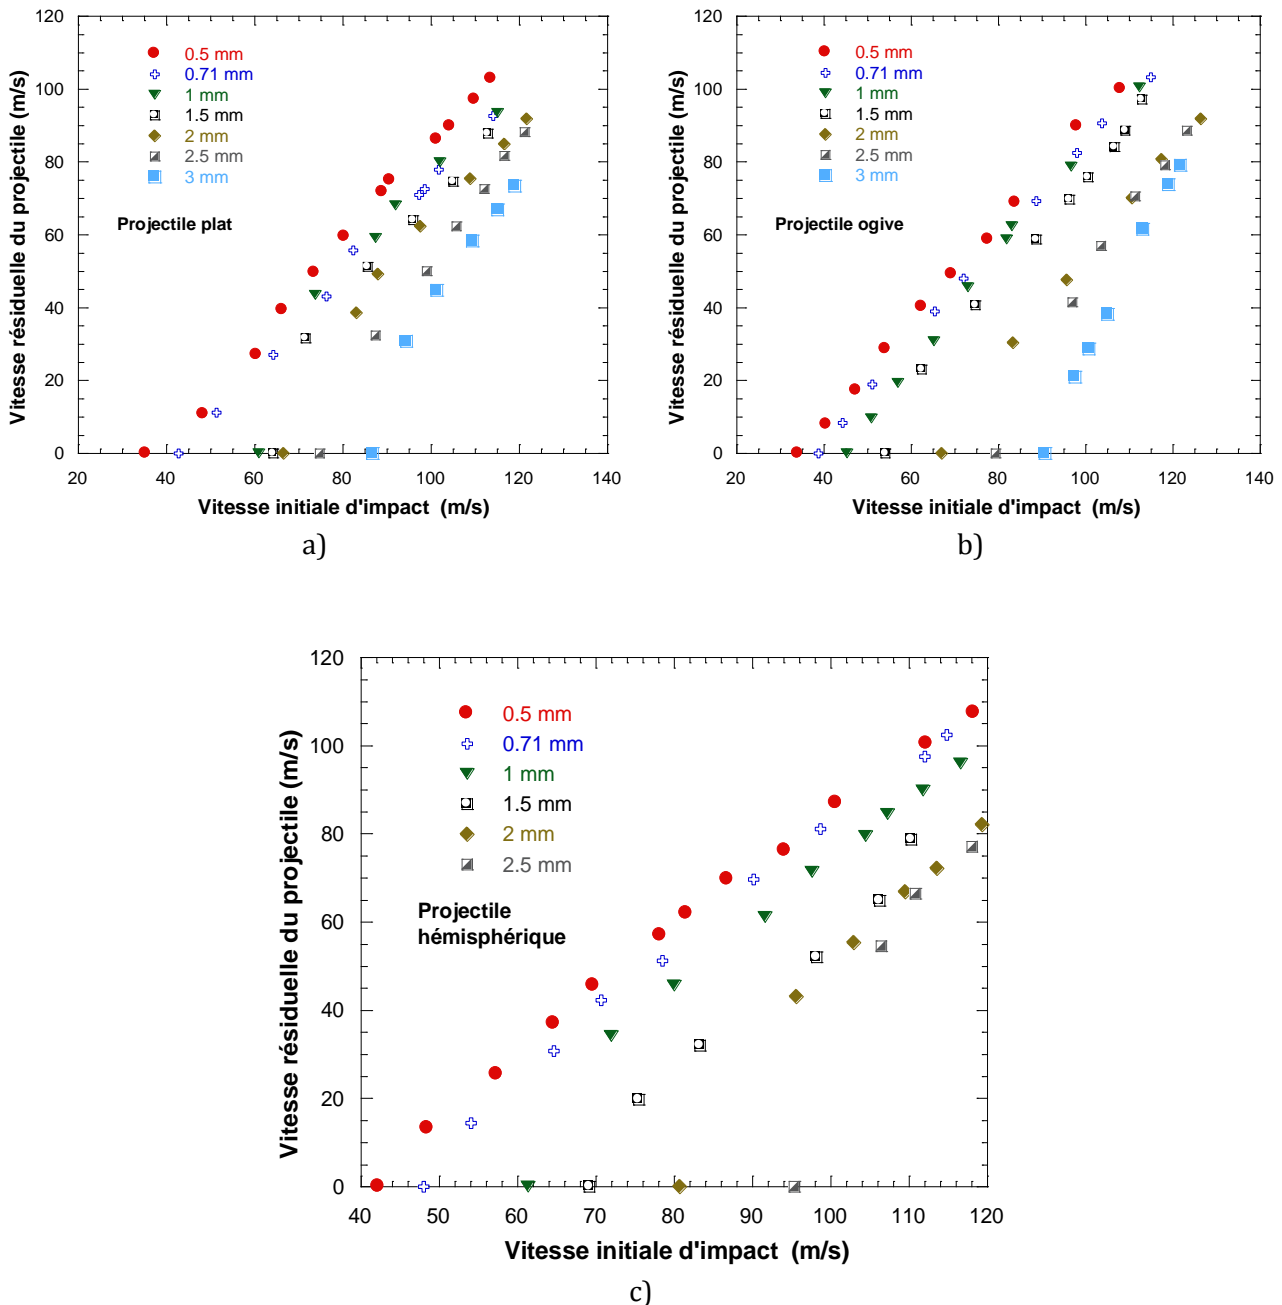 120
100
80
60
40
20
0
Vitesse résiduelle du projectile (m/s)
0.5 mm
0.71 mm
1 mm
1.5 mm
2 mm
2.5 mm
3 mm
Projectile plat
20 40 60 80 100 120 140
Vitesse initiale d'impact (m/s)
a)
120
100
80
60
40
20
0
Vitesse résiduelle du projectile (m/s)
0.5 mm
0.71 mm
1 mm
1.5 mm
2 mm
2.5 mm
3 mm
Projectile ogive
20 40 60 80 100 120 140
Vitesse initiale d'impact (m/s)
b)
120
100
80
60
40
20
0
Vitesse résiduelle du projectile (m/s)
0.5 mm
0.71 mm
1 mm
1.5 mm
2 mm
2.5 mm
Projectile
hémisphérique
40 50 60 70 80 90 100 110 120
Vitesse initiale d'impact (m/s)
c)